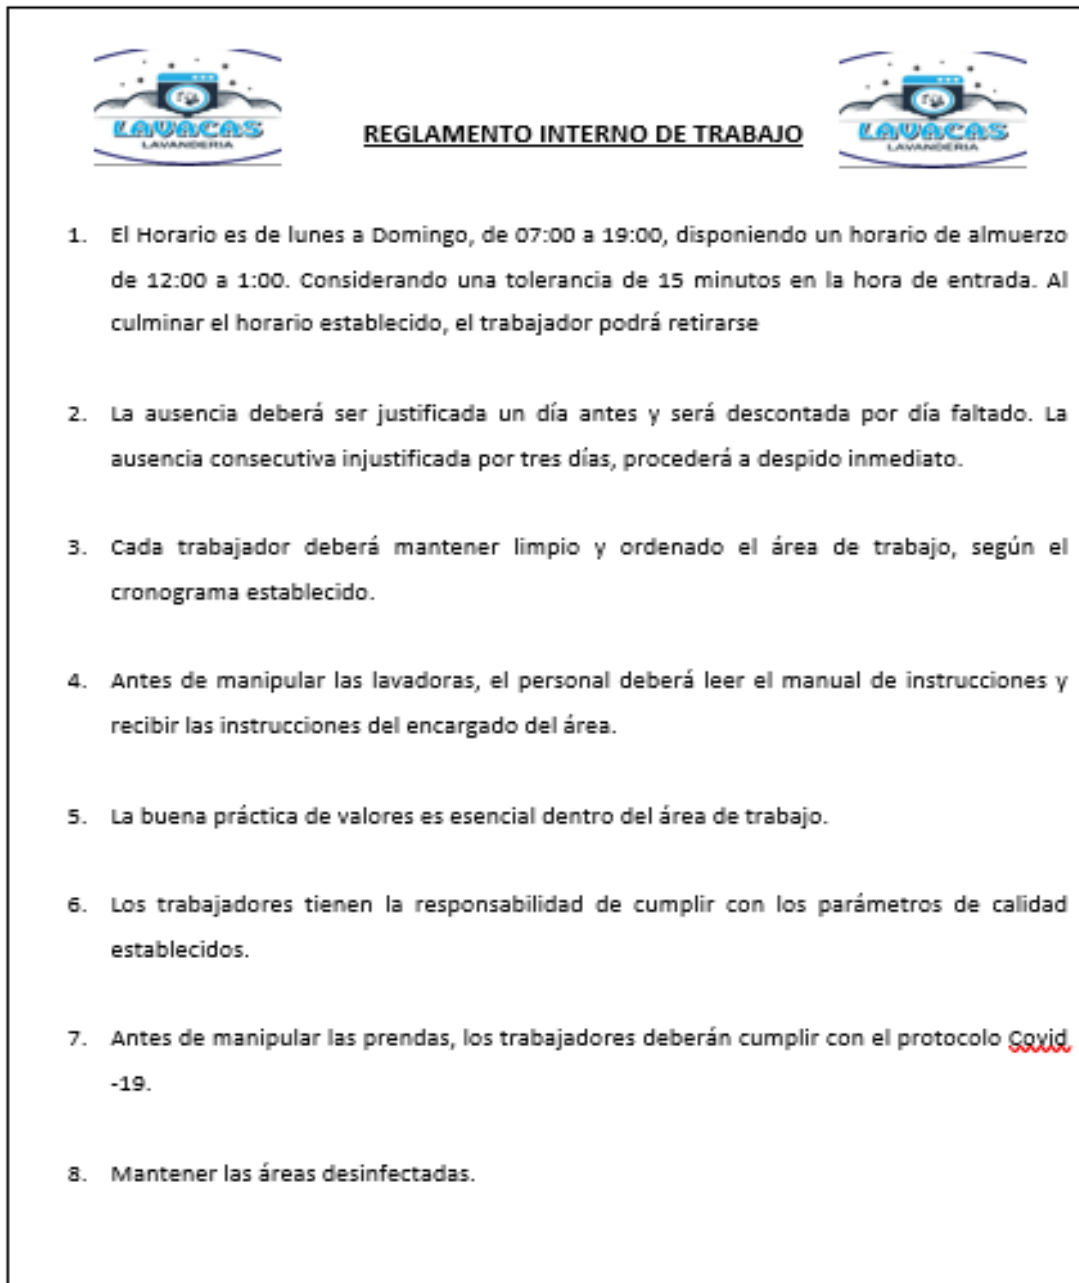 LAVACAS
LAVANDERIA
REGLAMENTO INTERNO DE TRABAJO
LAVACAS
LAVANDERIA
1. El Horario es de lunes a Domingo, de 07:00 a 19:00, disponiendo un horario de almuerzo
de 12:00 a 1:00. Considerando una tolerancia de 15 minutos en la hora de entrada. Al
culminar el horario establecido, el trabajador podrá retirarse
2. La ausencia deberá ser justificada un día antes y será descontada por día faltado. La
ausencia consecutiva injustificada por tres días, procederá a despido inmediato.
3. Cada trabajador deberá mantener limpio y ordenado el área de trabajo, según el
cronograma establecido.
4. Antes de manipular las lavadoras, el personal deberá leer el manual de instrucciones y
recibir las instrucciones del encargado del área.
5. La buena práctica de valores es esencial dentro del área de trabajo.
6. Los trabajadores tienen la responsabilidad de cumplir con los parámetros de calidad
establecidos.
7. Antes de manipular las prendas, los trabajadores deberán cumplir con el protocolo Covid
-19.
8. Mantener las áreas desinfectadas.